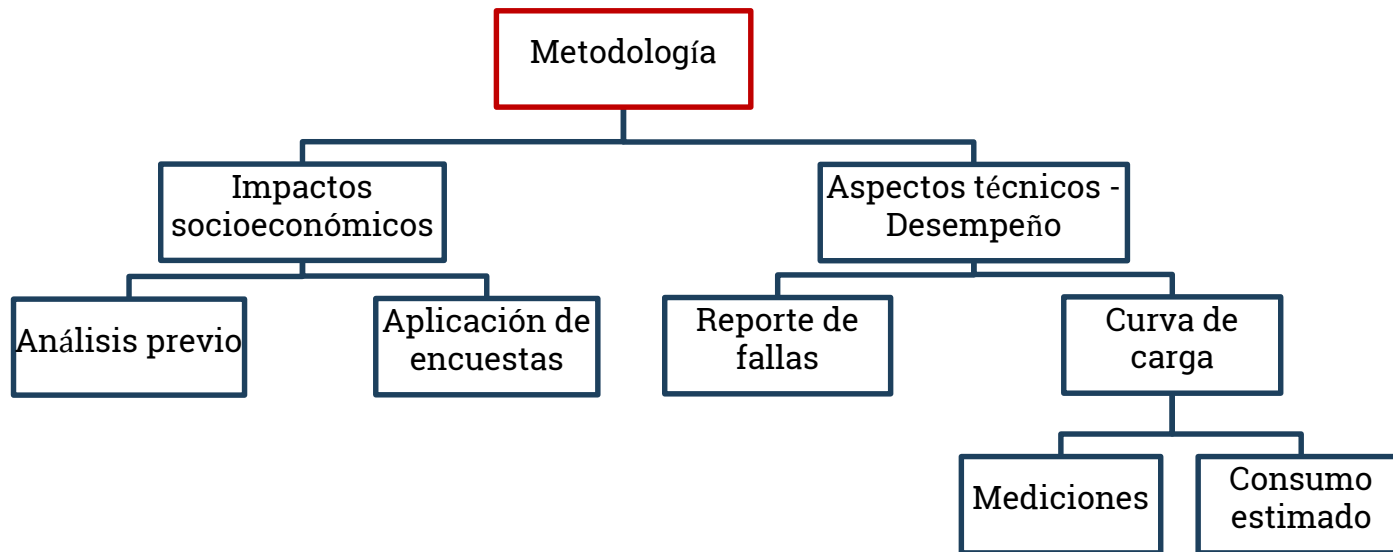 Metodología
Impactos
socioeconómicos
Aspectos técnicos -
Desempeño
Análisis previo
Aplicación de
encuestas
Reporte de
fallas
Curva de
carga
Mediciones
Consumo
estimado